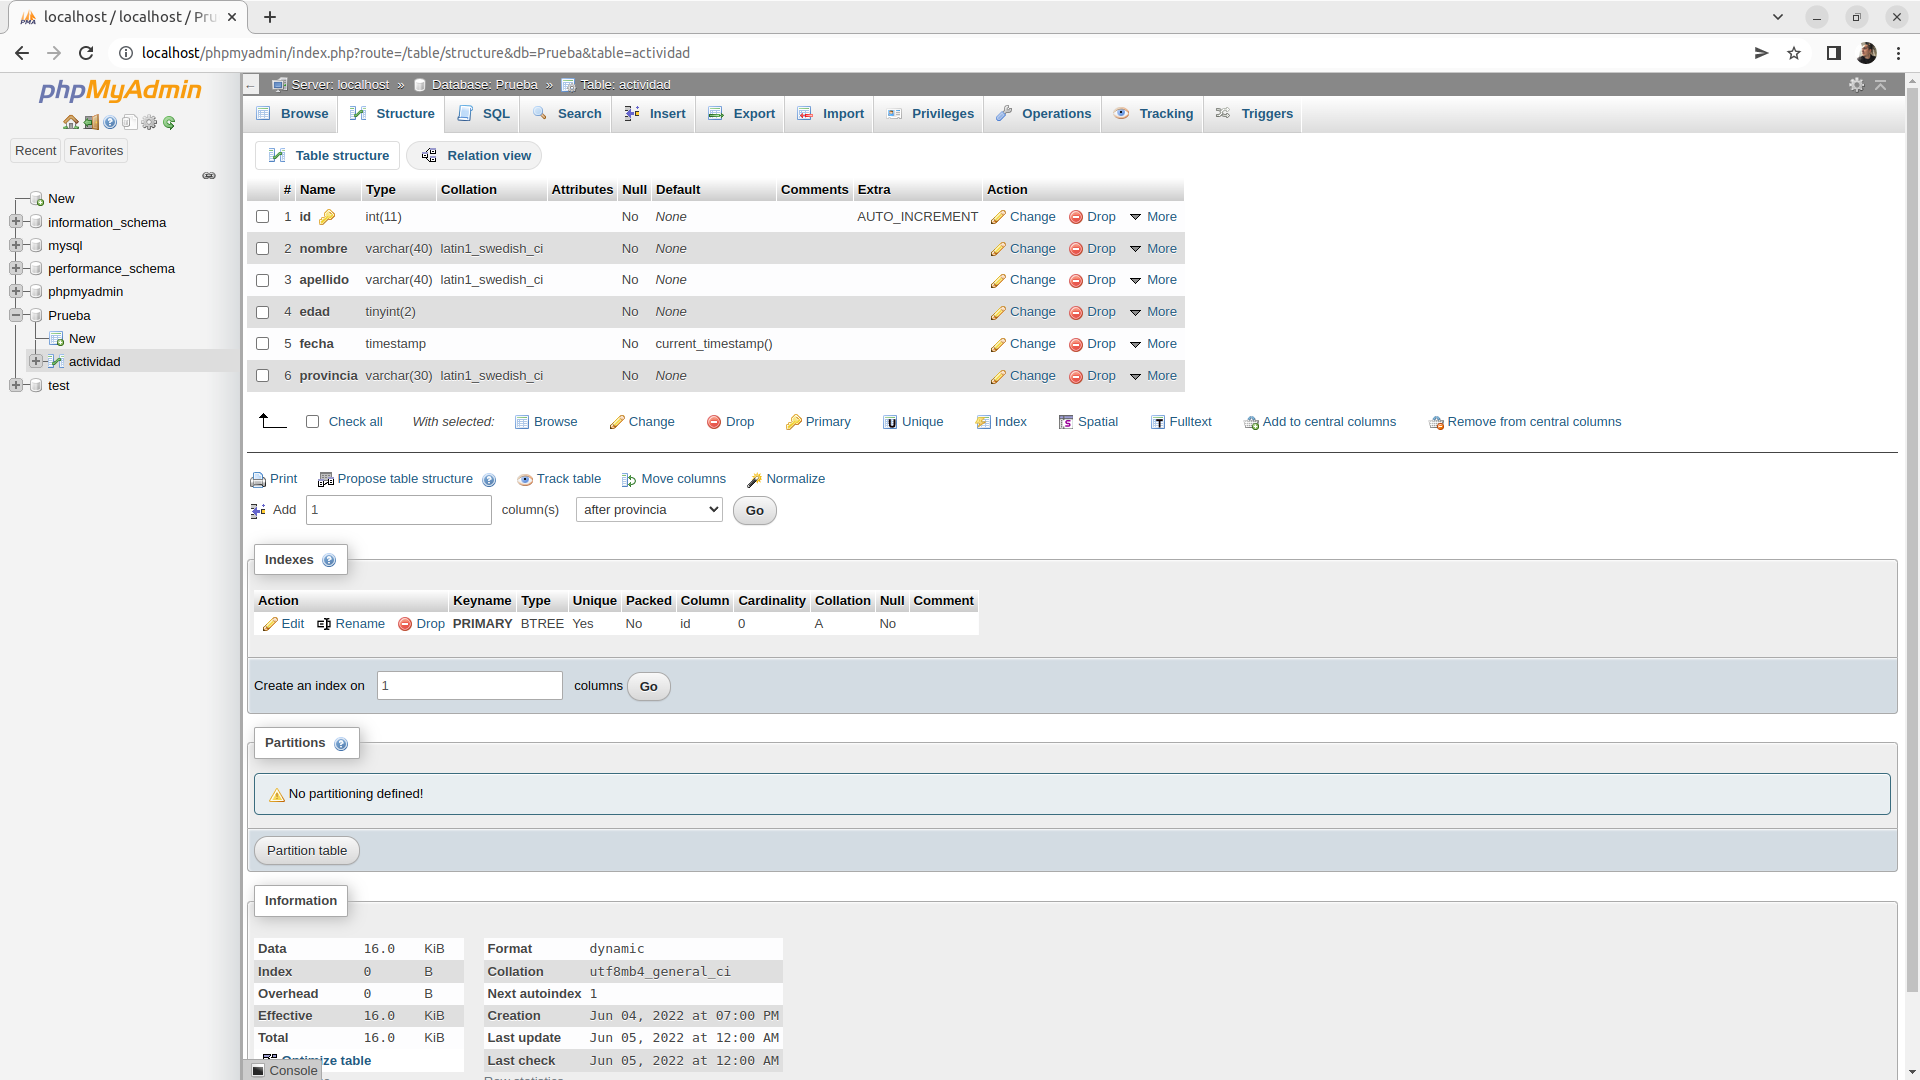 localhost / localhost / Pru
localhost/phpmyadmin/index.php?route=/table/structure&db=Prueba&table=actividad
phpMyAdmin
Recent Favorites
New
information_schema
mysql
performance_schema
phpmyadmin
Prueba
New
actividad
test
Server: localhost » Database: Prueba » Table: actividad
Browse Structure SQL Search Insert Export Import Privileges Operations Tracking Triggers
Table structure Relation view
# Name Type Collation Attributes Null Default Comments Extra Action
1 id int(11) No None AUTO_INCREMENT Change Drop More
2 nombre varchar(40) latin1_swedish_ci No None Change Drop More
3 apellido varchar(40) latin1_swedish_ci No None Change Drop More
4 edad tinyint(2) No None Change Drop More
5 fecha timestamp No current_timestamp() Change Drop More
6 provincia varchar(30) latin1_swedish_ci No None Change Drop More
Check all With selected: Browse Change Drop Primary Unique Index Spatial Fulltext Add to central columns Remove from central columns
Print Propose table structure Track table Move columns Normalize
Add 1 column(s) after provincia Go
Indexes
Action Keyname Type Unique Packed Column Cardinality Collation Null Comment
Edit Rename Drop PRIMARY BTREE Yes No id 0 A No
Create an index on 1 columns Go
Partitions
No partitioning defined!
Partition table
Information
Data 16.0 KiB
Index 0 B
Overhead 0 B
Effective 16.0 KiB
Total 16.0 KiB
Optimize table
Format dynamic
Collation utf8mb4_general_ci
Next autoindex 1
Creation Jun 04, 2022 at 07:00 PM
Last update Jun 05, 2022 at 12:00 AM
Last check Jun 05, 2022 at 12:00 AM
Console